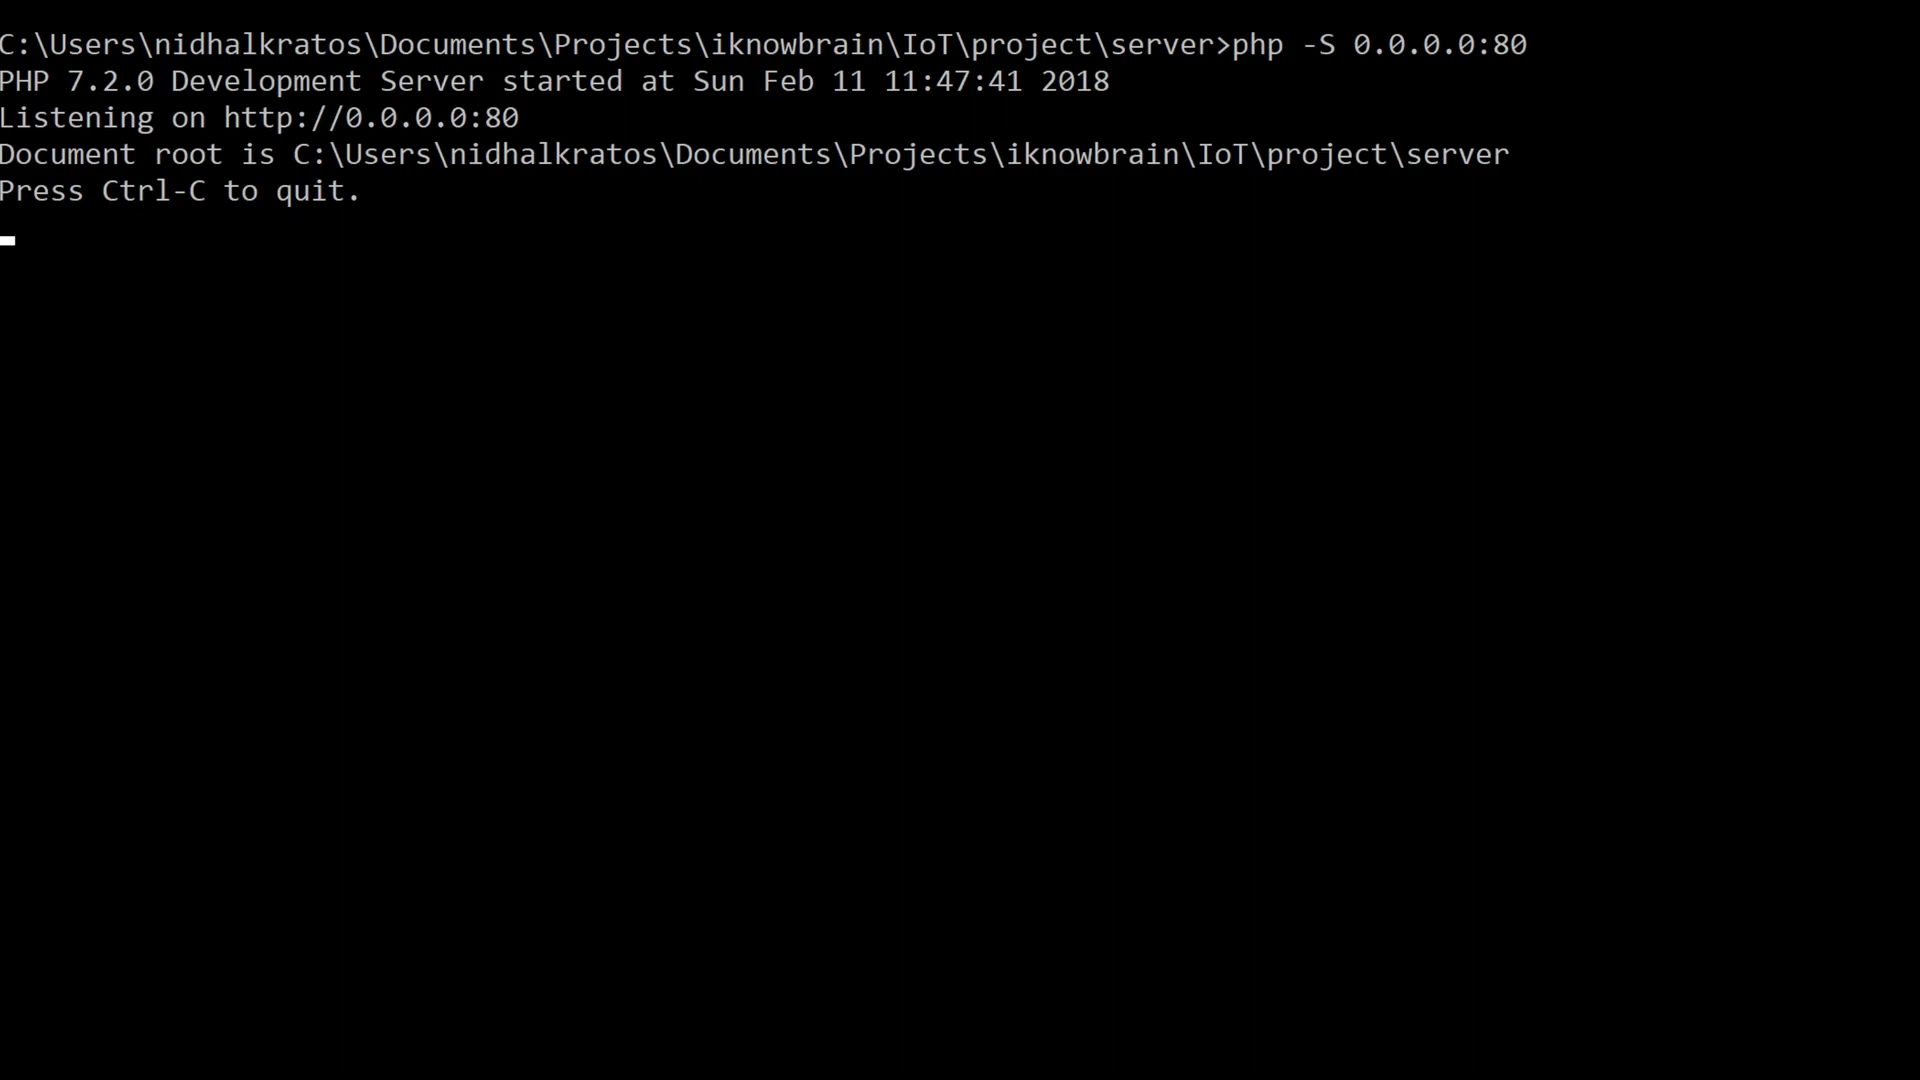 C:\Users\nidhalkratos\Documents\Projects\iknowbrain\IoT\project\server>php -S 0.0.0.0:80
PHP 7.2.0 Development Server started at Sun Feb 11 11:47:41 2018
Listening on http://0.0.0.0:80
Document root is C:\Users\nidhalkratos\Documents\Projects\iknowbrain\IoT\project\server
Press Ctrl-C to quit.